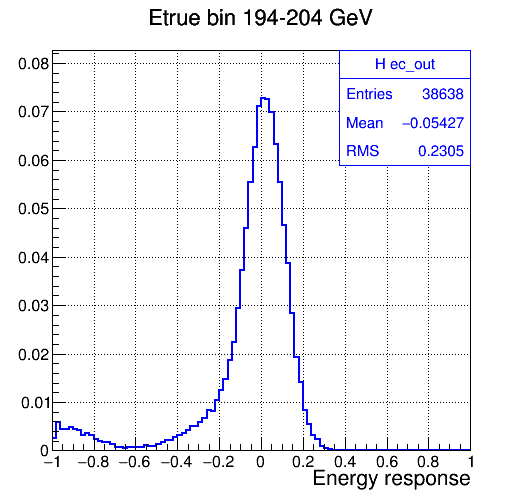 Etrue bin 194-204 GeV
H ec_out
Entries 38638
Mean −0.05427
RMS 0.2305
0.08
0.07
0.06
0.05
0.04
0.03
0.02
0.01
0
−1 −0.8 −0.6 −0.4 −0.2 0 0.2 0.4 0.6 0.8 1
Energy response